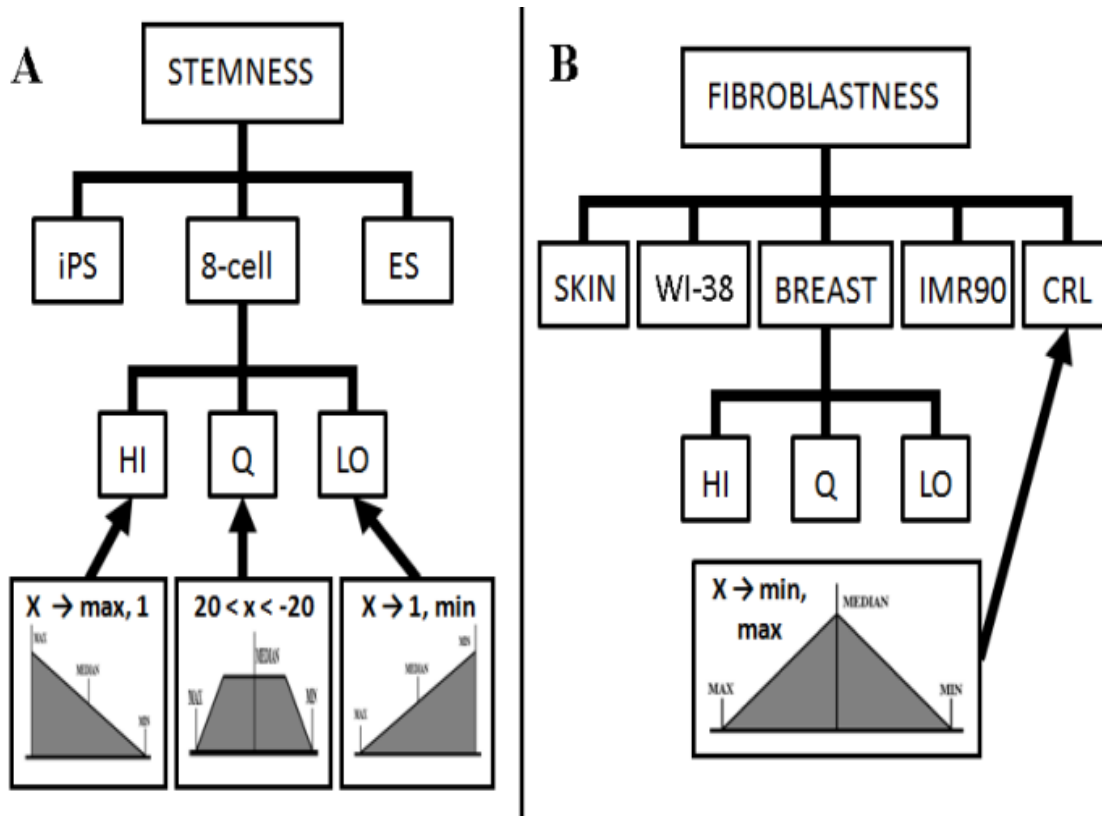 A
STEMNESS
iPS
8-cell
ES
HI
Q
LO
X → max, 1
MAX
MEDIAN
MIN
20 < x < -20
MEDIAN
MAX
MIN
X → 1, min
MIN
MEDIAN
MAX
B
FIBROBLASTNESS
SKIN
WI-38
BREAST
IMR90
CRL
HI
Q
LO
X → min,
max
MEDIAN
MAX
MIN